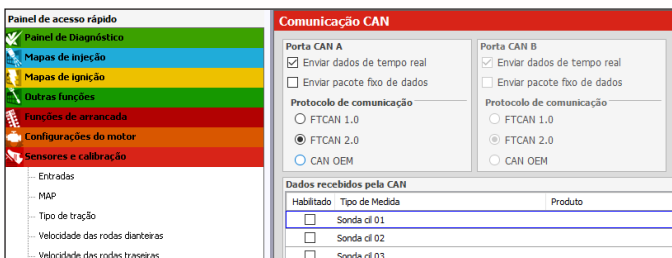 Painel de acesso rápido
Painel de Diagnóstico
Mapas de injeção
Mapas de ignição
Outras funções
Funções de arrancada
Configurações do motor
Sensores e calibração
Entradas
MAP
Tipo de tração
Velocidade das rodas dianteiras
Velocidade das rodas traseiras
Comunicação CAN
Porta CAN A
Enviar dados de tempo real
Enviar pacote fixo de dados
Protocolo de comunicação
FTCAN 1.0
FTCAN 2.0
CAN OEM
Porta CAN B
Enviar dados de tempo real
Enviar pacote fixo de dados
Protocolo de comunicação
FTCAN 1.0
FTCAN 2.0
CAN OEM
Dados recebidos pela CAN
Habilitado Tipo de Medida Produto
Sonda cil 01
Sonda cil 02
Sonda cil 03